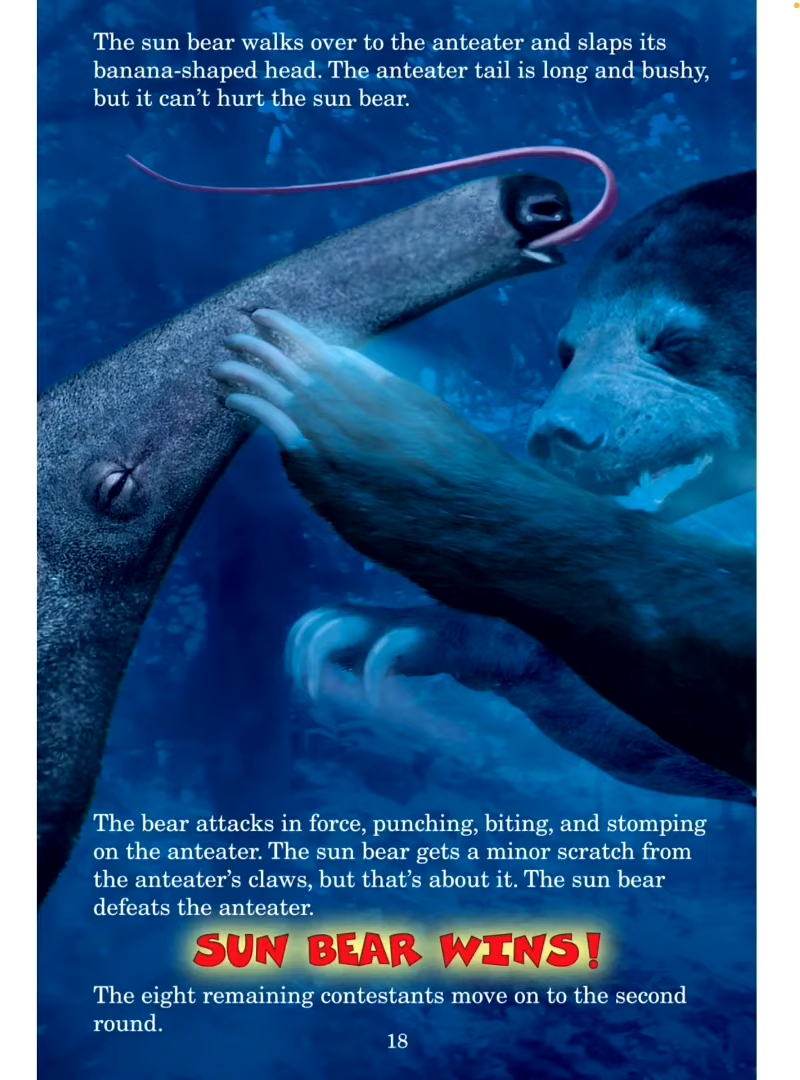 The sun bear walks over to the anteater and slaps its
banana-shaped head. The anteater tail is long and bushy,
but it can’t hurt the sun bear.
The bear attacks in force, punching, biting, and stomping
on the anteater. The sun bear gets a minor scratch from
the anteater’s claws, but that’s about it. The sun bear
defeats the anteater.
SUN BEAR WINS!
The eight remaining contestants move on to the second
round.
18